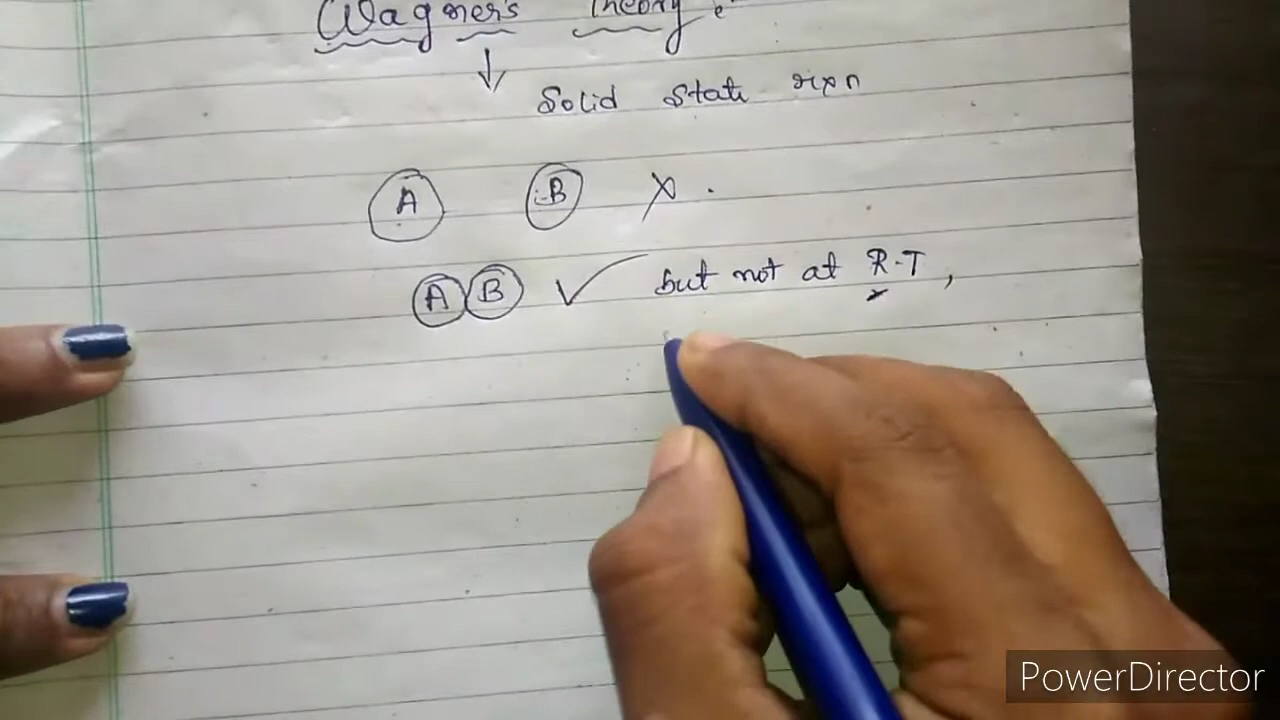 Wagner's Theory :-
↓
Solid State rxn
A B X .
A B ✓ but not at R.T ,
PowerDirector